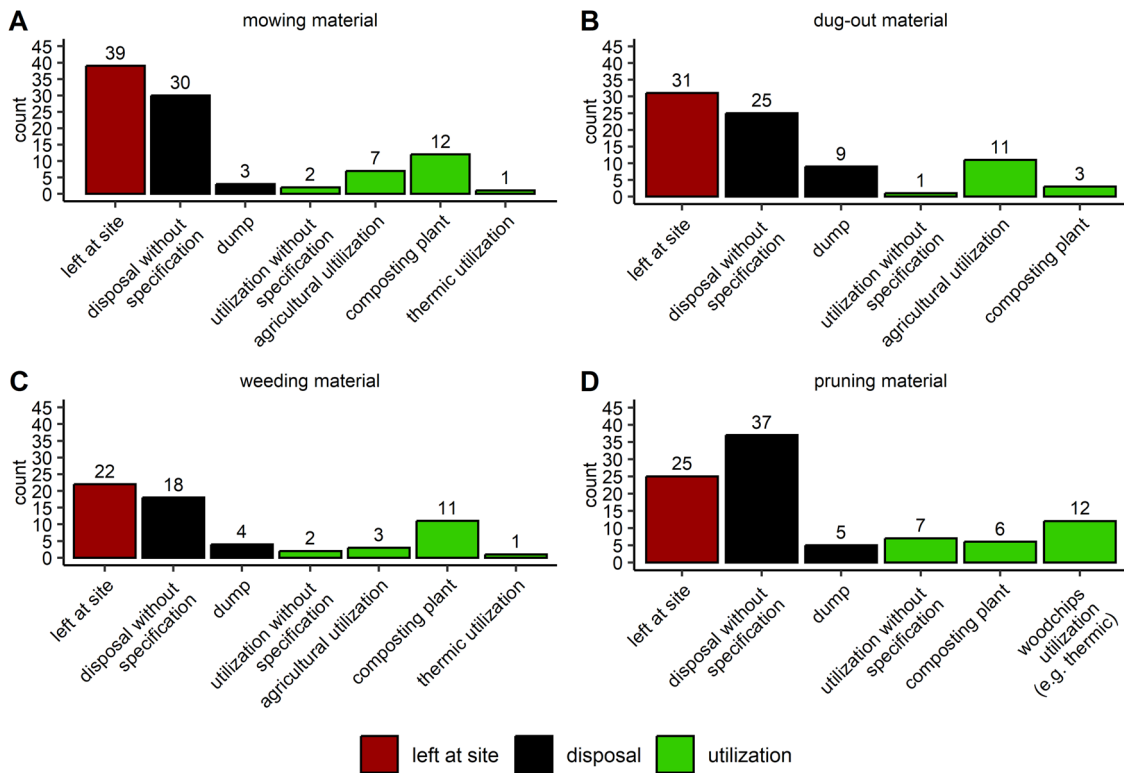 A
mowing material
count
45
40
35
30
25
20
15
10
5
0
39
30
3
2
7
12
1
left at site
disposal without
specification
dump
utilization without
specification
agricultural ultilization
composting plant
thermic utilization
B
dug-out material
count
45
40
35
30
25
20
15
10
5
0
31
25
9
1
11
3
left at site
disposal without
specification
dump
utilization without
specification
agricultural utilization
composting plant
C
weeding material
count
45
40
35
30
25
20
15
10
5
0
22
18
4
2
3
11
1
left at site
disposal without
specification
dump
utilization without
specification
agricultural utilization
composting plant
thermic utilization
D
pruning material
count
45
40
35
30
25
20
15
10
5
0
25
37
5
7
6
12
left at site
disposal without
specification
dump
utilization without
specification
composting plant
woodchips
utilization
(e.g. thermic)
left at site
disposal
utilization